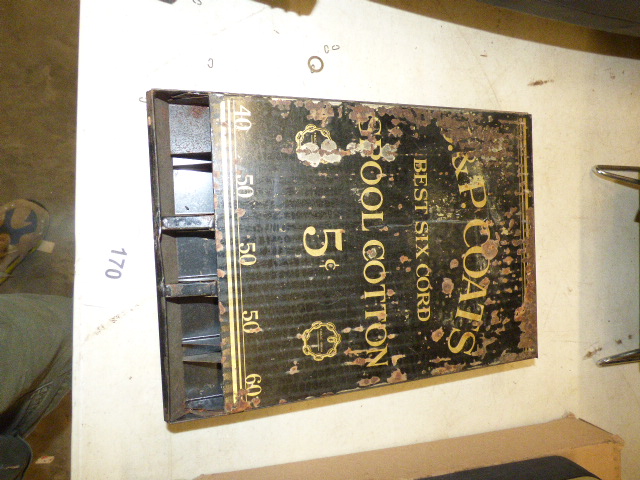 . & P. COATS
BEST SIX CORD
SPOOL COTTON
5¢
40 50 50 50 60
170